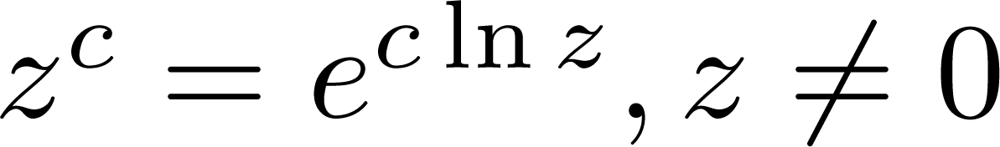 z^c = e^{c ln z}, z ≠ 0